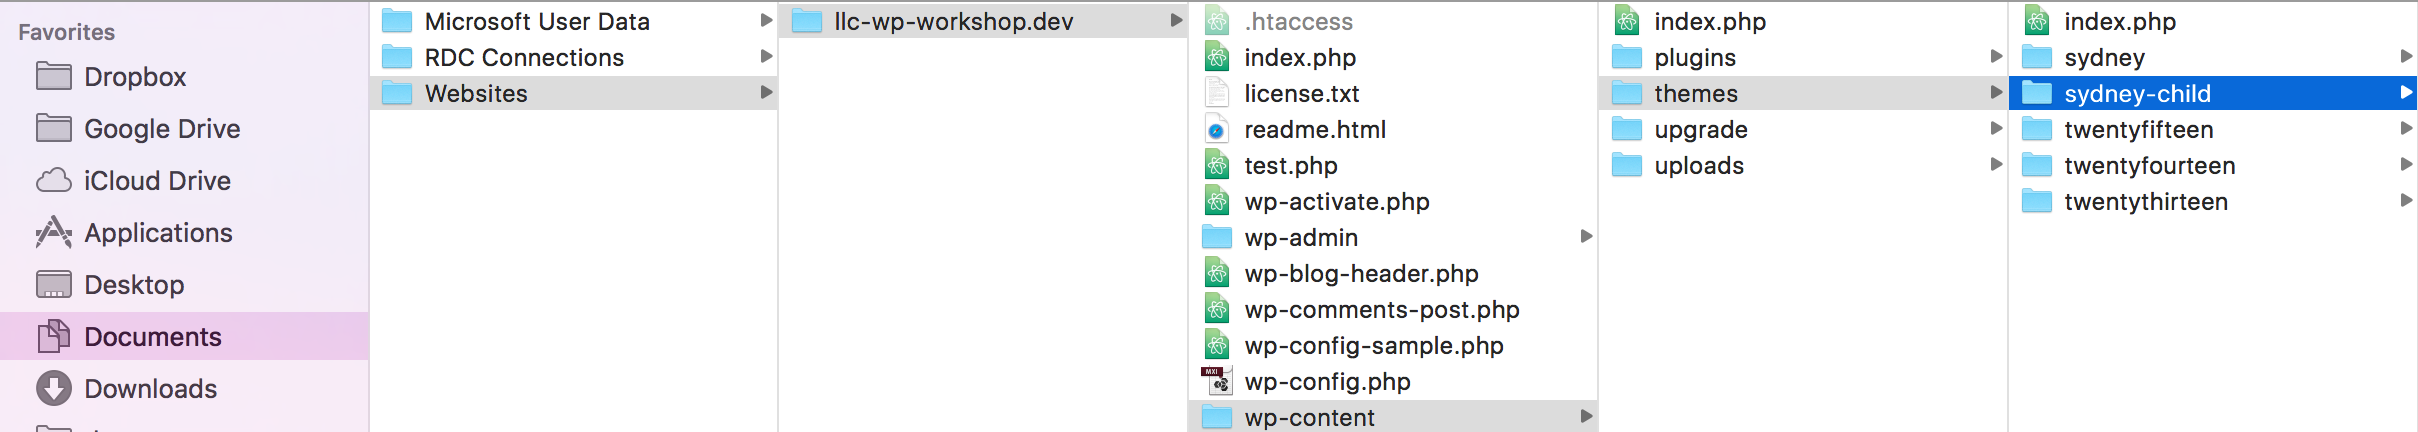 Favorites
Dropbox
Google Drive
iCloud Drive
Applications
Desktop
Documents
Downloads
Microsoft User Data
RDC Connections
Websites
llc-wp-workshop.dev
.htaccess
index.php
license.txt
readme.html
test.php
wp-activate.php
wp-admin
wp-blog-header.php
wp-comments-post.php
wp-config-sample.php
MXI
wp-config.php
wp-content
index.php
plugins
themes
upgrade
uploads
index.php
sydney
sydney-child
twentyfifteen
twentyfourteen
twentythirteen